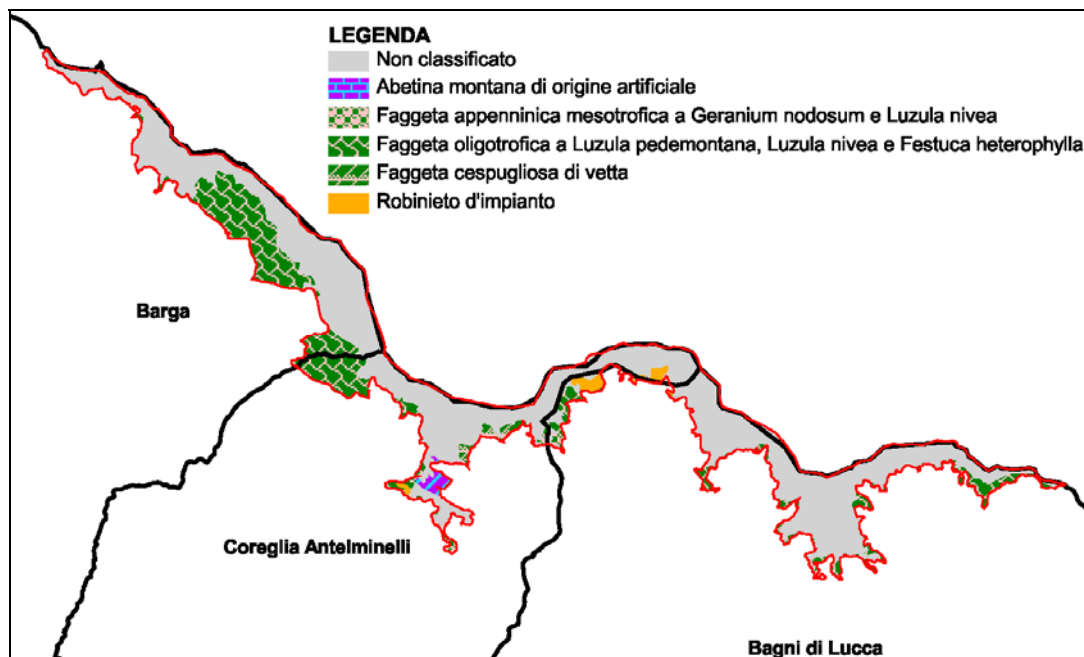 LEGENDA
Non classificato
Abetina montana di origine artificiale
Faggeta appenninica mesotrofica a Geranium nodosum e Luzula nivea
Faggeta oligotrofica a Luzula pedemontana, Luzula nivea e Festuca heterophylla
Faggeta cespugliosa di vetta
Robinieto d'impianto
Barga
Coreglia Antelminelli
Bagni di Lucca